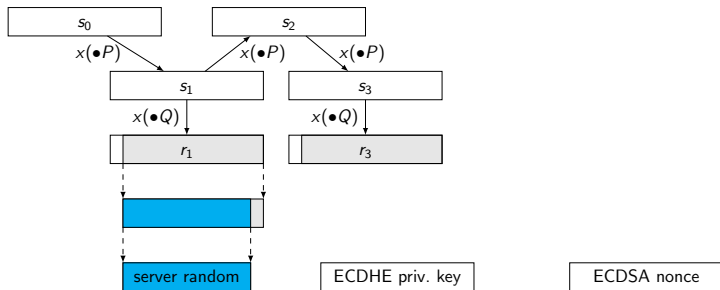 s₀
s₂
x(•P)
x(•P)
x(•P)
s₁
s₃
x(•Q)
x(•Q)
r₁
r₃
server random
ECDHE priv. key
ECDSA nonce